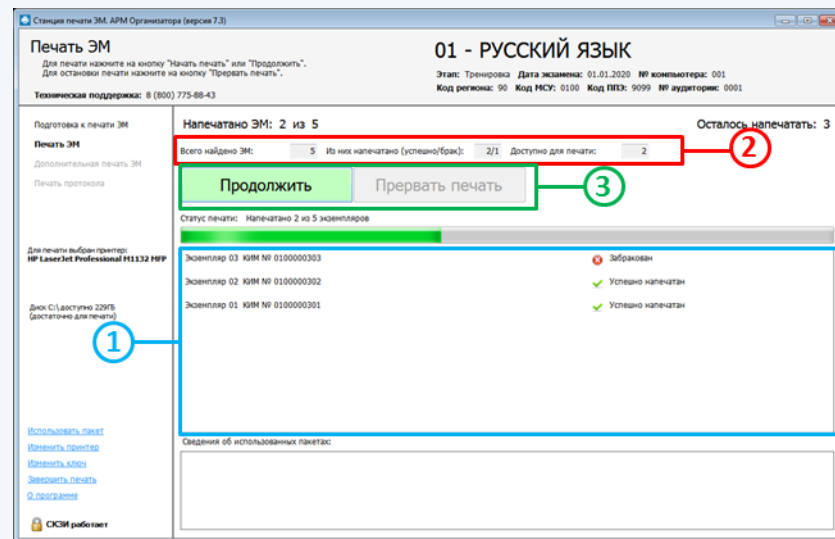 Станция печати ЭМ. АРМ Организатора (версия 7.3)
Печать ЭМ
Для печати нажмите на кнопку "Начать печать" или "Продолжить".
Для остановки печати нажмите на кнопку "Прервать печать".
Техническая поддержка: 8 (800) 775-88-43
01 - РУССКИЙ ЯЗЫК
Этап: Тренировка Дата экзамена: 01.01.2020 № компьютера: 001
Код региона: 90 Код МСУ: 0100 Код ППЭ: 9099 № аудитории: 0001
Подготовка к печати ЭМ
Печать ЭМ
Дополнительная печать ЭМ
Печать протокола
Для печати выбран принтер:
HP LaserJet Professional M1132 MFP
Диск C:\ доступно 229ГБ
(достаточно для печати)
Использовать пакет
Изменить принтер
Изменить ключ
Завершить печать
О программе
СКЗИ работает
Напечатано ЭМ: 2 из 5
Осталось напечатать: 3
Всего найдено ЭМ: 5 Из них напечатано (успешно/брак): 2/1 Доступно для печати: 2
2
Продолжить
Прервать печать
3
Статус печати: Напечатано 2 из 5 экземпляров
Экземпляр 03 КИМ № 0100000303 Забракован
Экземпляр 02 КИМ № 0100000302 Успешно напечатан
Экземпляр 01 КИМ № 0100000301 Успешно напечатан
1
Сведения об использованных пакетах: